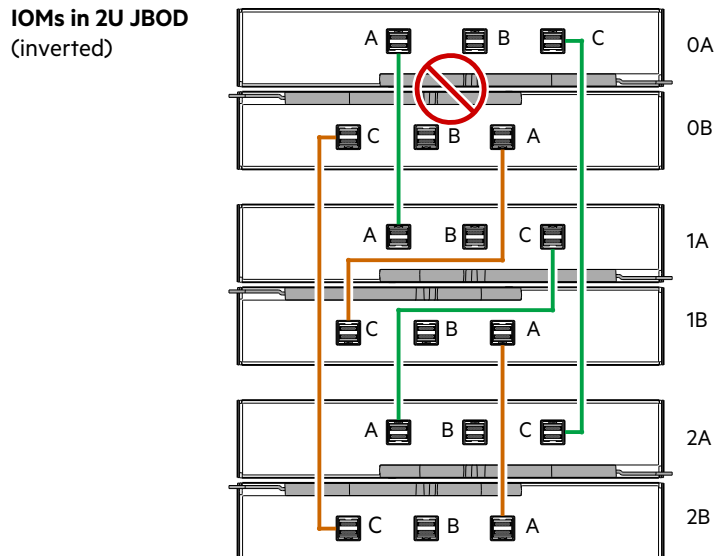 IOMs in 2U JBOD
(inverted)
A B C 0A
C B A 0B
A B C 1A
C B A 1B
A B C 2A
C B A 2B